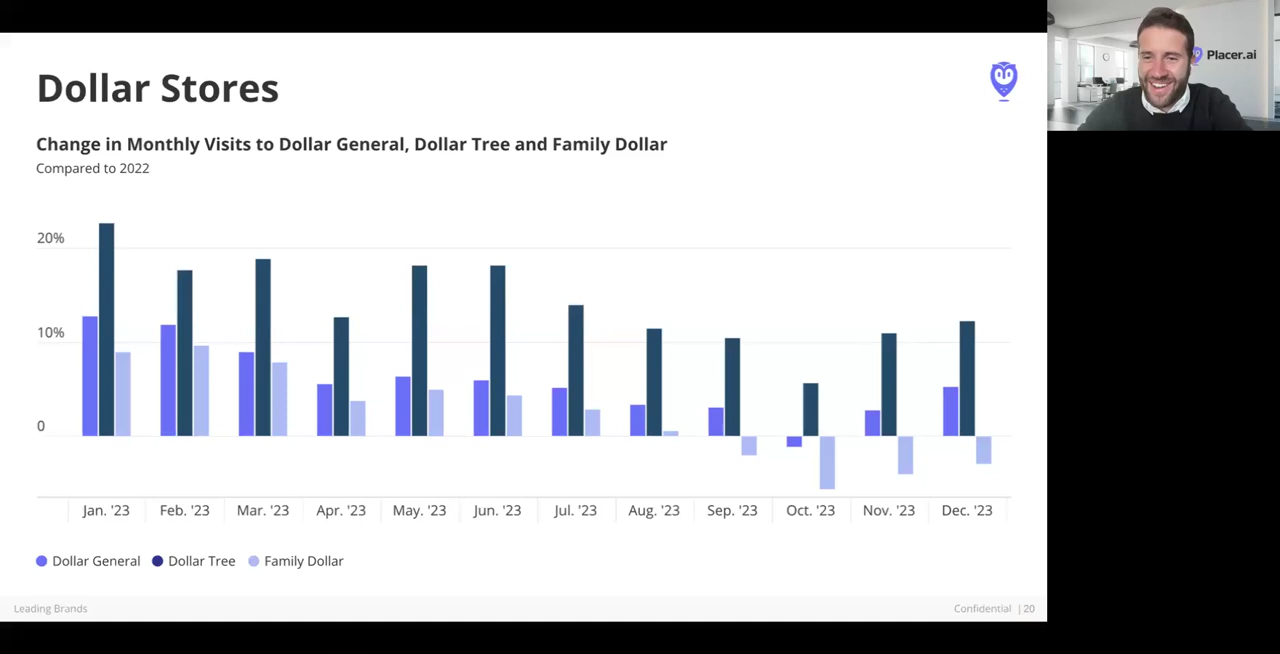 Dollar Stores
Placer.ai
Change in Monthly Visits to Dollar General, Dollar Tree and Family Dollar
Compared to 2022
20%
10%
0
Jan. '23 Feb. '23 Mar. '23 Apr. '23 May. '23 Jun. '23 Jul. '23 Aug. '23 Sep. '23 Oct. '23 Nov. '23 Dec. '23
Dollar General Dollar Tree Family Dollar
Leading Brands Confidential | 20